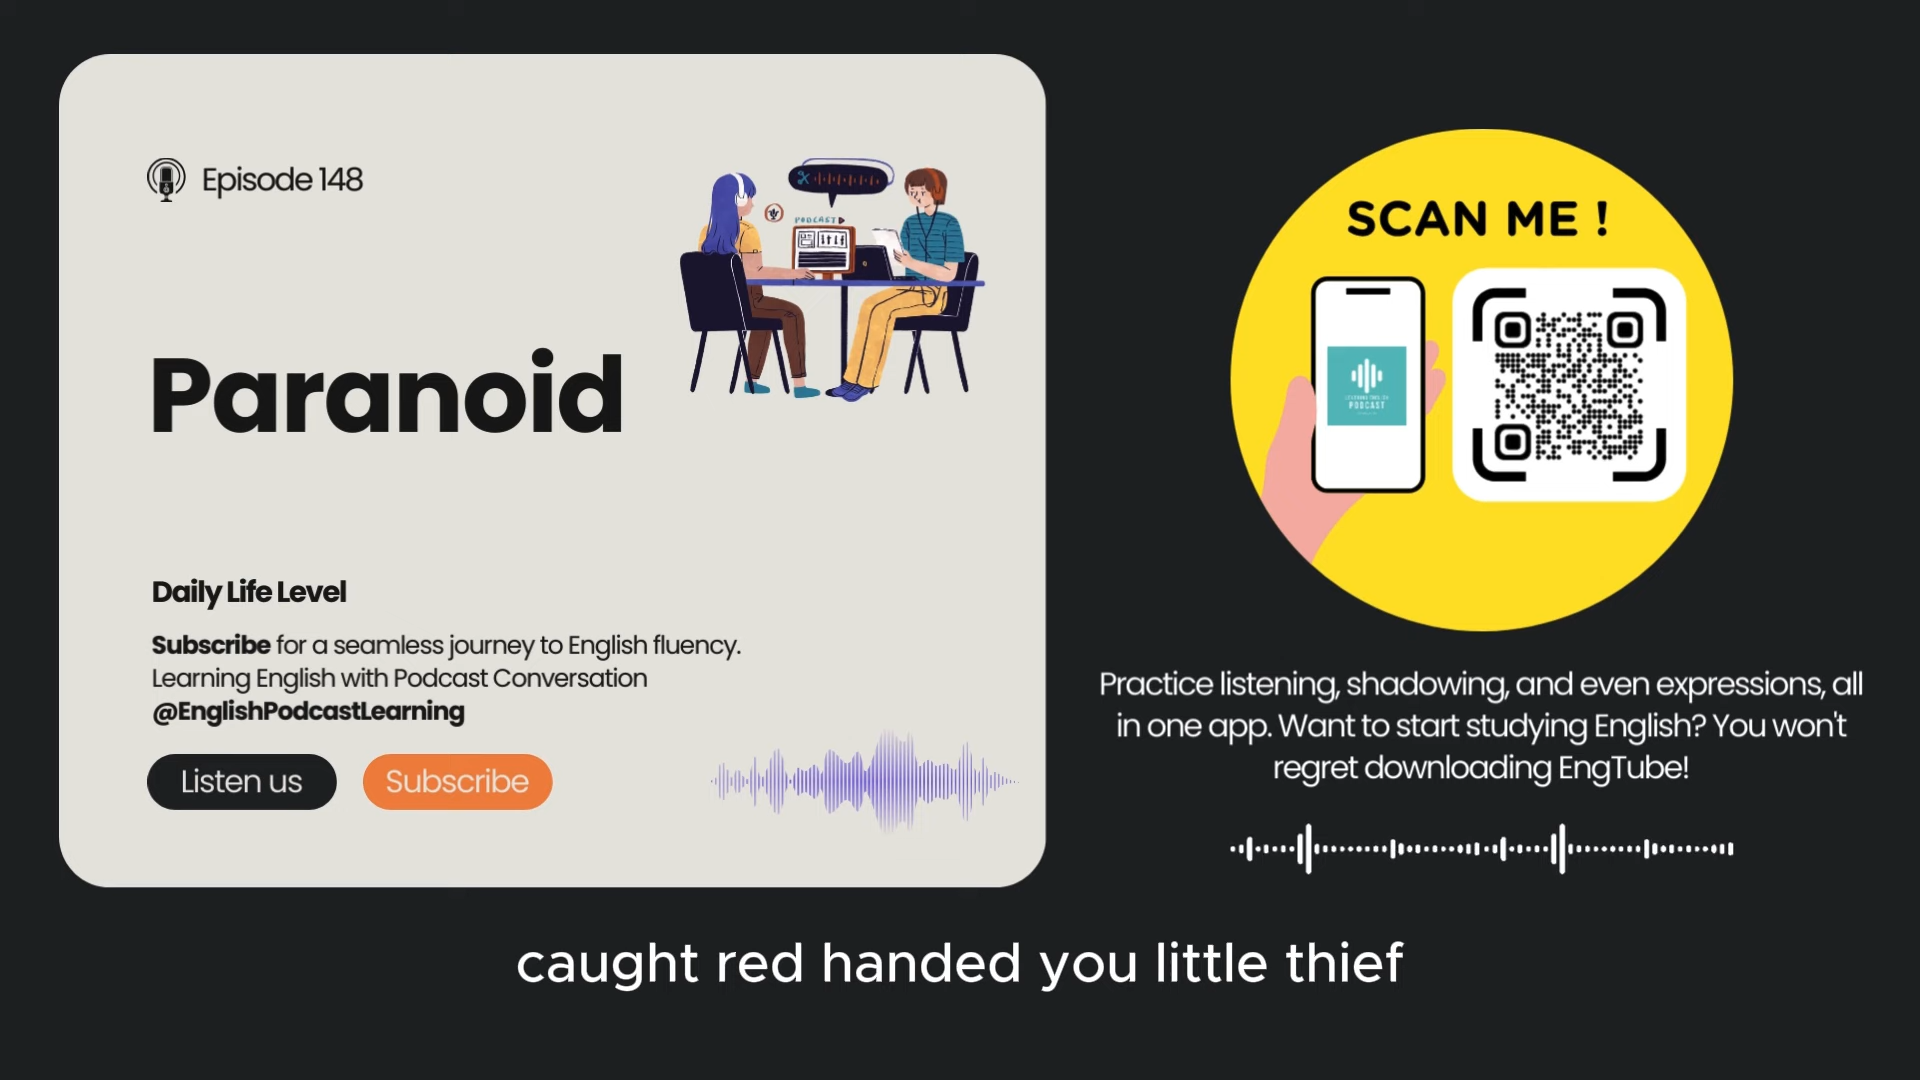 Episode 148
PODCAST
Paranoid
Daily Life Level
Subscribe for a seamless journey to English fluency.
Learning English with Podcast Conversation
@EnglishPodcastLearning
Listen us
Subscribe
SCAN ME !
PODCAST
Practice listening, shadowing, and even expressions, all
in one app. Want to start studying English? You won't
regret downloading EngTube!
caught red handed you little thief